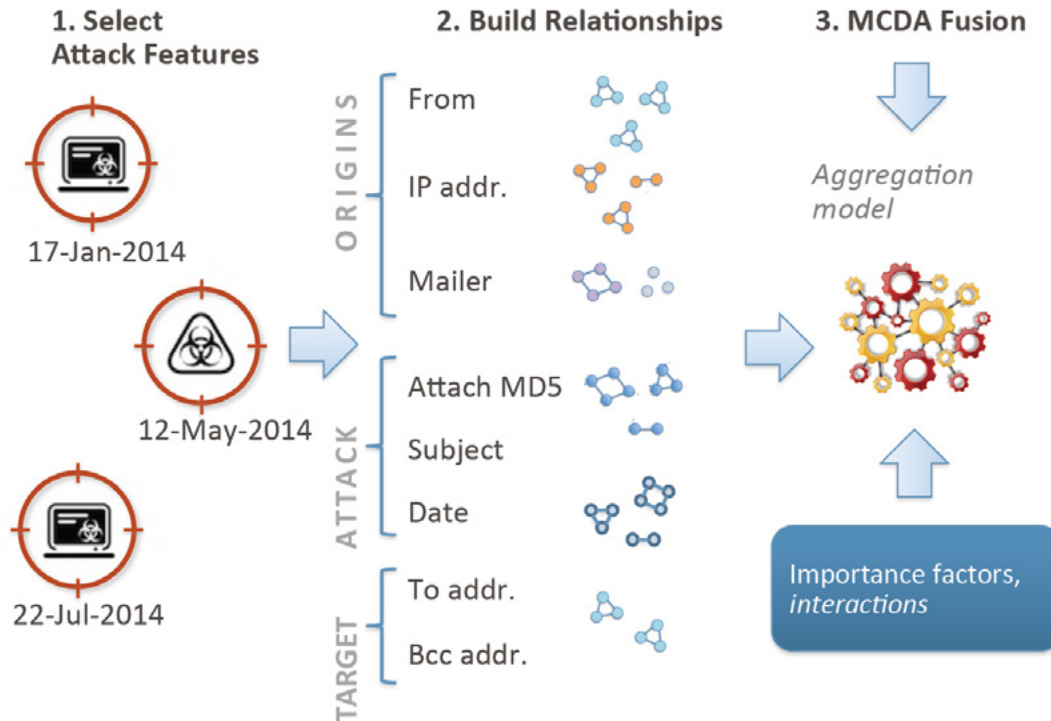 1. Select
Attack Features
17-Jan-2014
12-May-2014
22-Jul-2014
2. Build Relationships
ORIGINS
From
IP addr.
Mailer
ATTACK
Attach MD5
Subject
Date
TARGET
To addr.
Bcc addr.
3. MCDA Fusion
Aggregation
model
Importance factors,
interactions